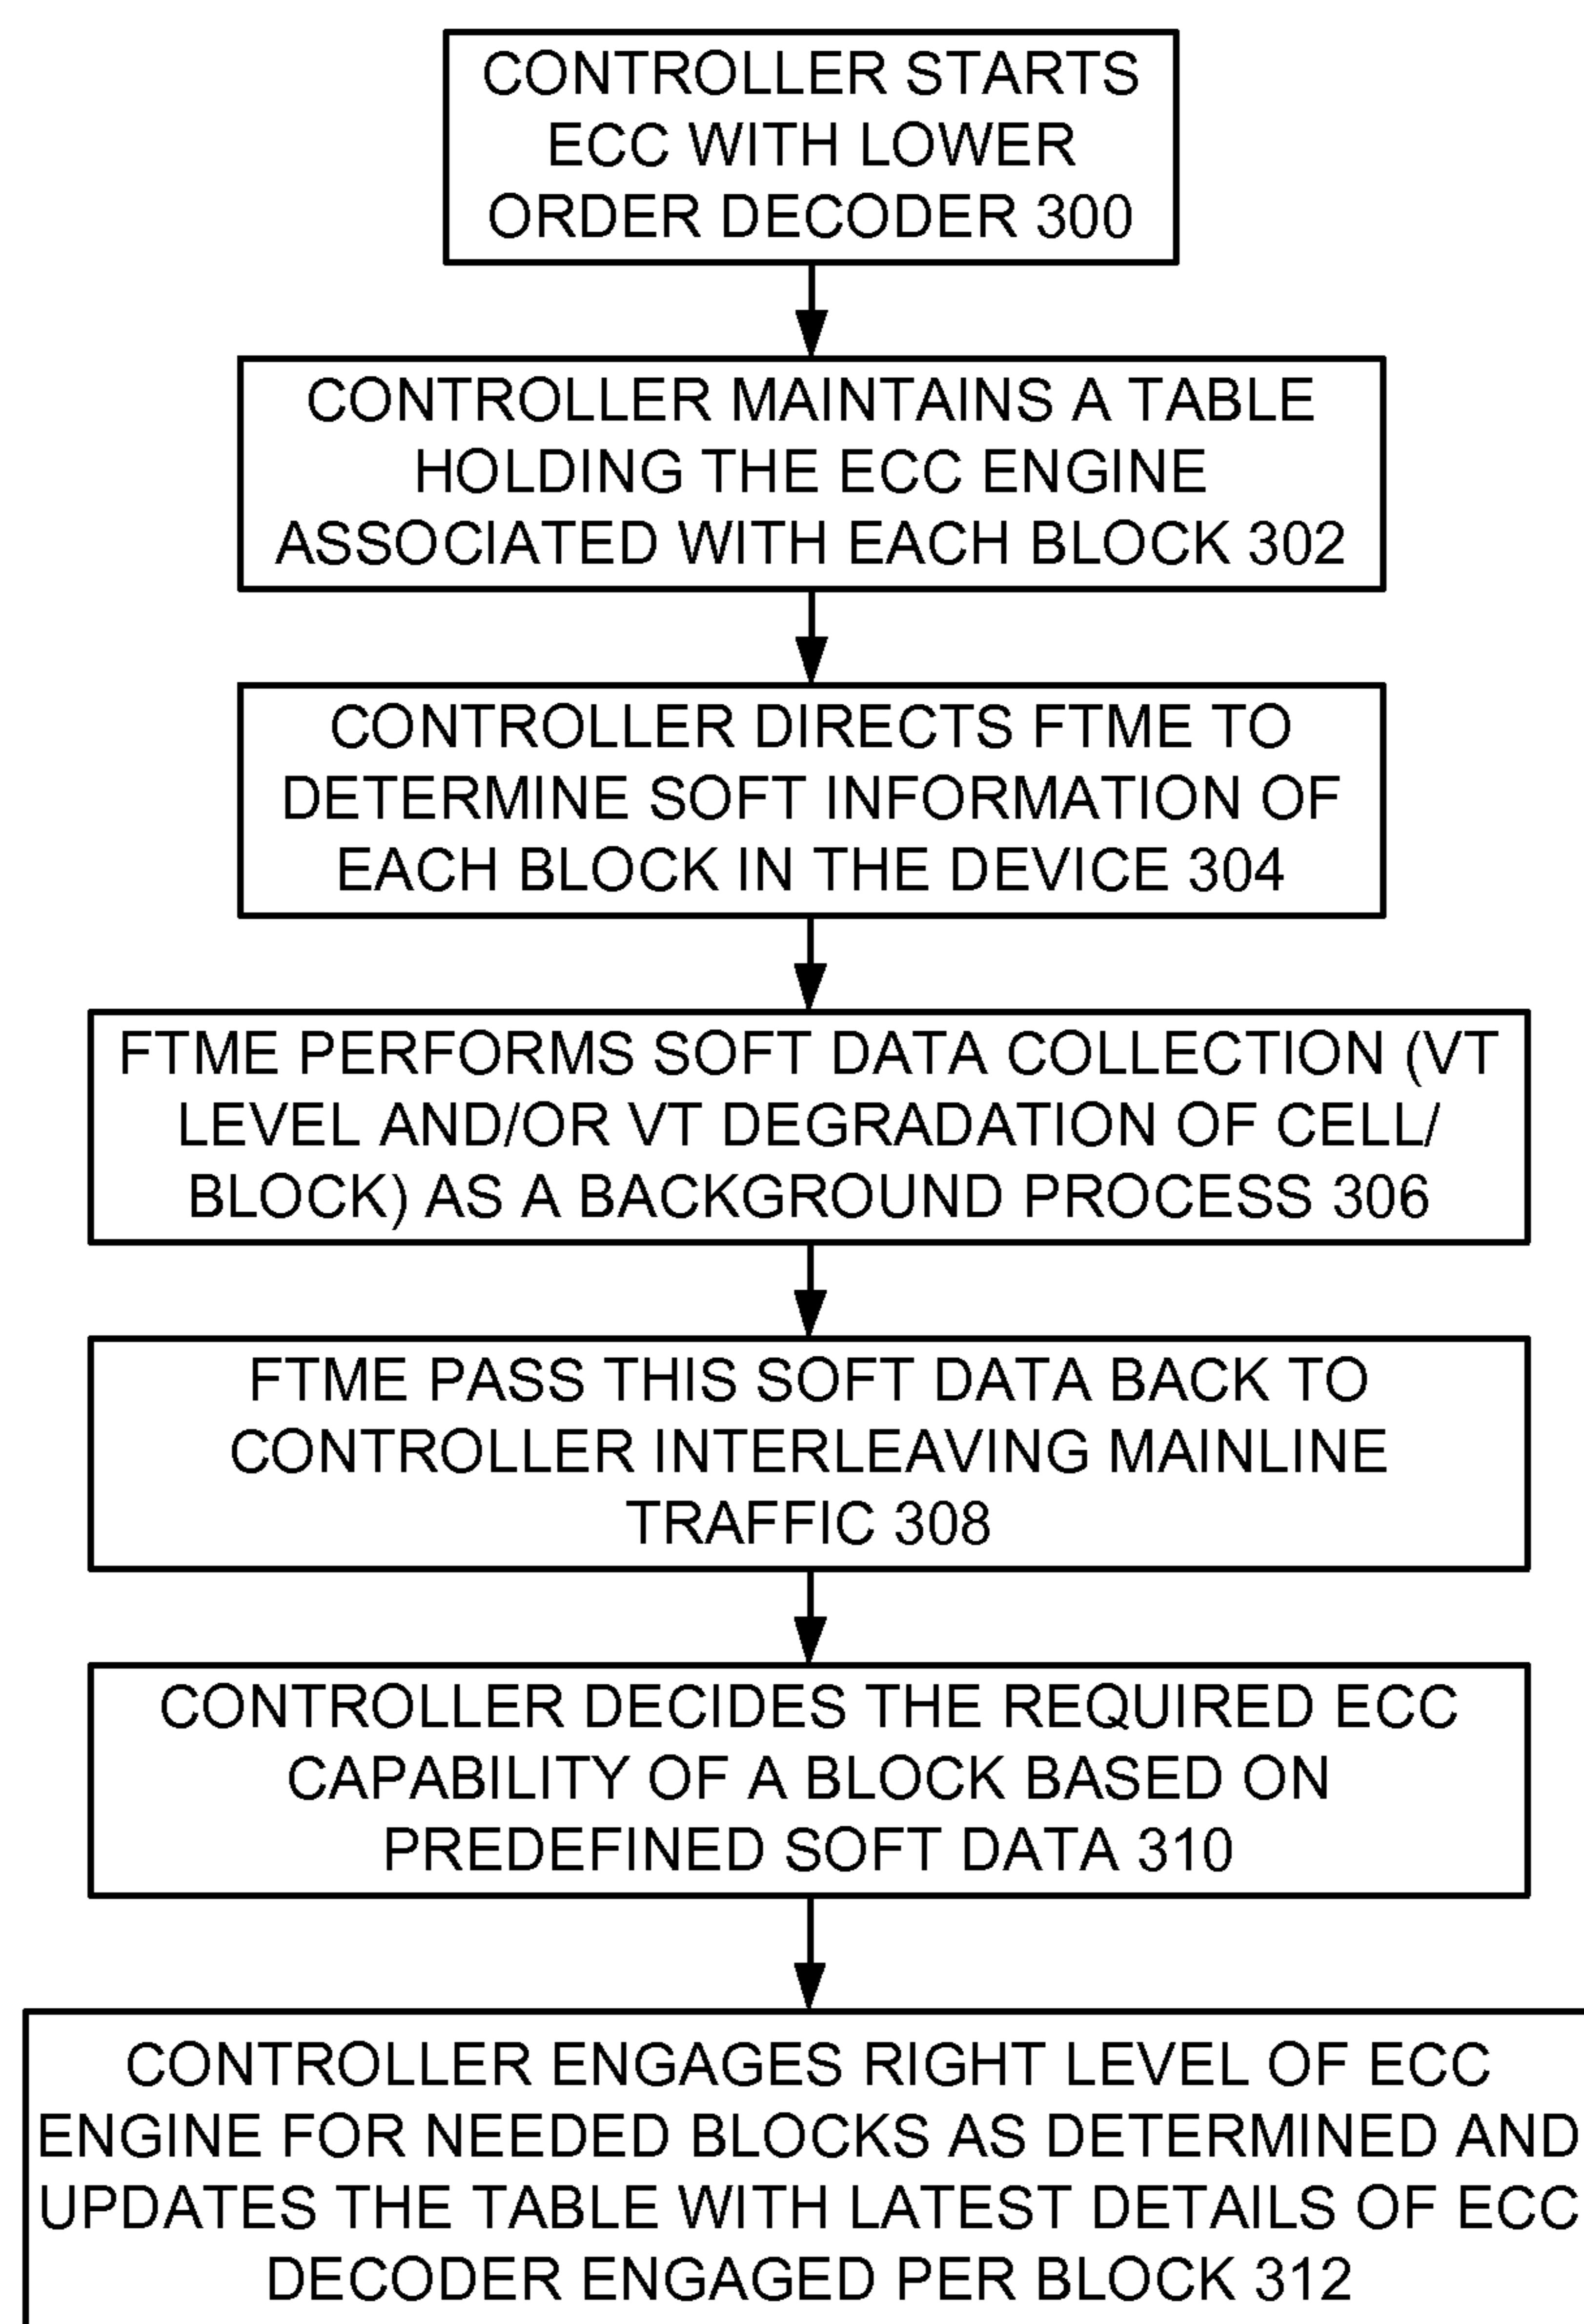 CONTROLLER STARTS
ECC WITH LOWER
ORDER DECODER 300
CONTROLLER MAINTAINS A TABLE
HOLDING THE ECC ENGINE
ASSOCIATED WITH EACH BLOCK 302
CONTROLLER DIRECTS FTME TO
DETERMINE SOFT INFORMATION OF
EACH BLOCK IN THE DEVICE 304
FTME PERFORMS SOFT DATA COLLECTION (VT
LEVEL AND/OR VT DEGRADATION OF CELL/
BLOCK) AS A BACKGROUND PROCESS 306
FTME PASS THIS SOFT DATA BACK TO
CONTROLLER INTERLEAVING MAINLINE
TRAFFIC 308
CONTROLLER DECIDES THE REQUIRED ECC
CAPABILITY OF A BLOCK BASED ON
PREDEFINED SOFT DATA 310
CONTROLLER ENGAGES RIGHT LEVEL OF ECC
ENGINE FOR NEEDED BLOCKS AS DETERMINED AND
UPDATES THE TABLE WITH LATEST DETAILS OF ECC
DECODER ENGAGED PER BLOCK 312